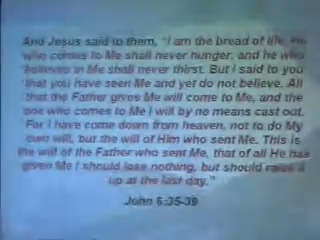 And Jesus said to them, "I am the bread of life. He
who comes to Me shall never hunger, and he who
believes in Me shall never thirst. But I said to you
that you have seen Me and yet do not believe. All
that the Father gives Me will come to Me, and the
one who comes to Me I will by no means cast out.
For I have come down from heaven, not to do My
own will, but the will of Him who sent Me. This is
the will of the Father who sent Me, that of all He has
given Me I should lose nothing, but should raise it
up at the last day."
John 6:35-39